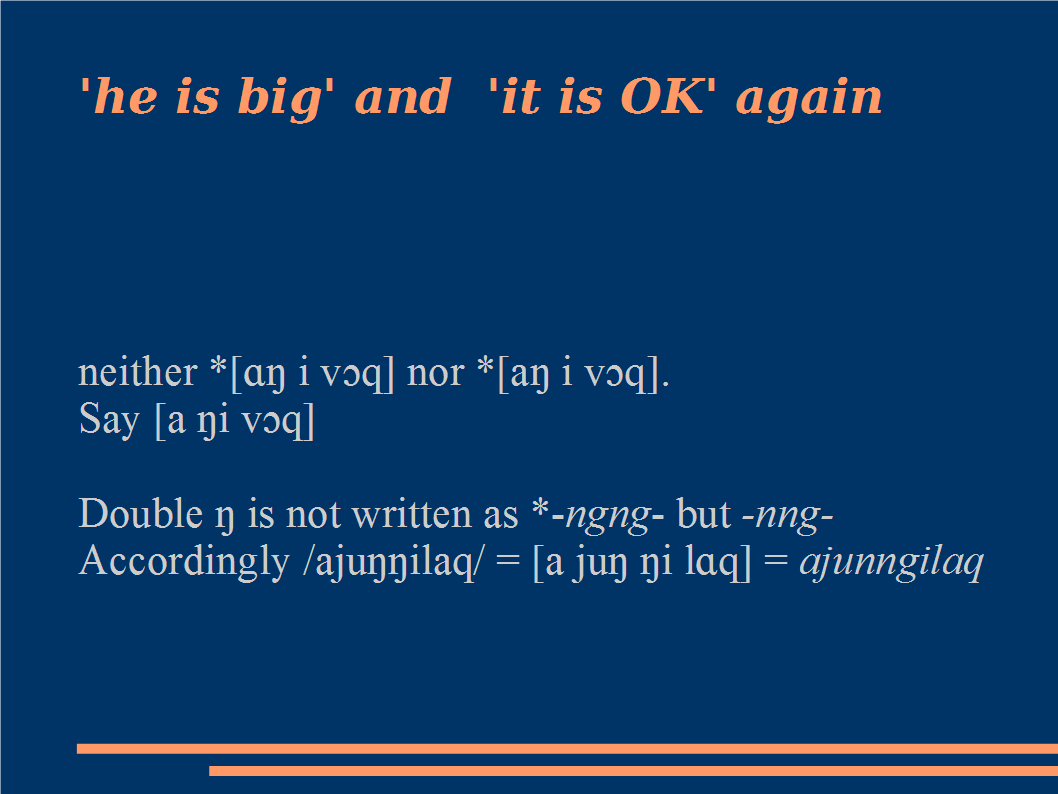 'he is big' and  'it is OK' again
neither *[ɑŋ i vɔq] nor *[aŋ i vɔq].
Say [a ŋi vɔq]
Double ŋ is not written as *-ngng- but -nng-
Accordingly /ajuŋŋilaq/ = [a juŋ ŋi lɑq] = ajunngilaq